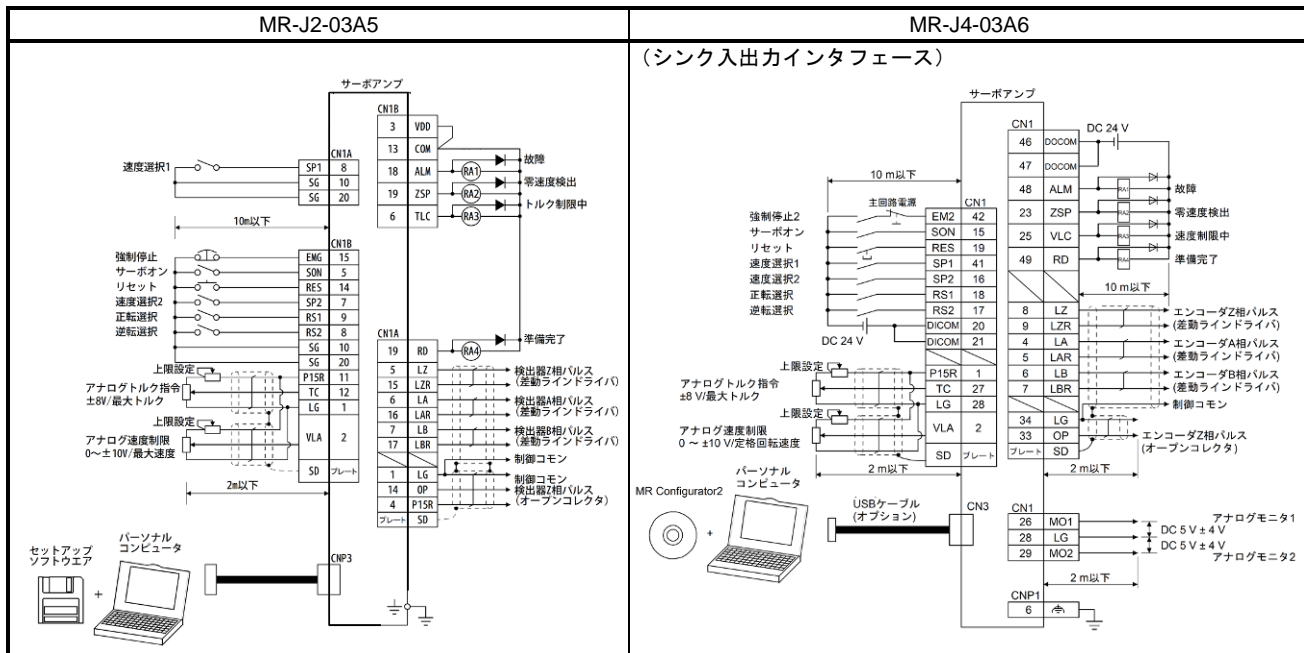 MR-J2-03A5
MR-J4-03A6
サーボアンプ
CN1B
3 VDD
13 COM
18 ALM RA1 故障
19 ZSP RA2 零速度検出
6 TLC RA3 トルク制限中
CN1A
速度選択1 SP1 8
SG 10
SG 20
10m以下
CN1B
強制停止 EMG 15
サーボオン SON 5
リセット RES 14
速度選択2 SP2 7
正転選択 RS1 9
逆転選択 RS2 8
SG 10
SG 20
上限設定 P15R 11
アナログトルク指令 TC 12
±8V/最大トルク LG 1
上限設定
アナログ速度制限 VLA 2
0～±10V/最大速度
SD プレート
2m以下
CN1A
19 RD RA4 準備完了
5 LZ 検出器Z相パルス
15 LZR (差動ラインドライバ)
6 LA 検出器A相パルス
16 LAR (差動ラインドライバ)
7 LB 検出器B相パルス
17 LBR (差動ラインドライバ)
制御コモン
1 LG 制御コモン
14 OP 検出器Z相パルス
4 P15R (オープンコレクタ)
プレート SD
セットアップ
ソフトウエア
+
パーソナル
コンピュータ
CNP3
(シンク入出力インタフェース)
サーボアンプ
CN1
DC 24 V
46 DOCOM
47 DOCOM
48 ALM RA1 故障
23 ZSP RA2 零速度検出
25 VLC RA3 速度制限中
49 RD RA4 準備完了
10 m以下
10 m以下
主回路電源 CN1
強制停止2 EM2 42
サーボオン SON 15
リセット RES 19
速度選択1 SP1 41
速度選択2 SP2 16
正転選択 RS1 18
逆転選択 RS2 17
DICOM 20
DC 24 V DICOM 21
上限設定 P15R 1
アナログトルク指令 TC 27
±8 V/最大トルク LG 28
上限設定
アナログ速度制限 VLA 2
0 ～ ±10 V/定格回転速度
SD プレート
2 m以下
8 LZ エンコーダZ相パルス
9 LZR (差動ラインドライバ)
4 LA エンコーダA相パルス
5 LAR (差動ラインドライバ)
6 LB エンコーダB相パルス
7 LBR (差動ラインドライバ)
制御コモン
34 LG
33 OP エンコーダZ相パルス
プレート SD (オープンコレクタ)
2 m以下
MR Configurator2
+
パーソナル
コンピュータ
USBケーブル
(オプション)
CN3
CN1
26 MO1 アナログモニタ1
DC 5 V ± 4 V
28 LG
DC 5 V ± 4 V
29 MO2 アナログモニタ2
2 m以下
CNP1
6